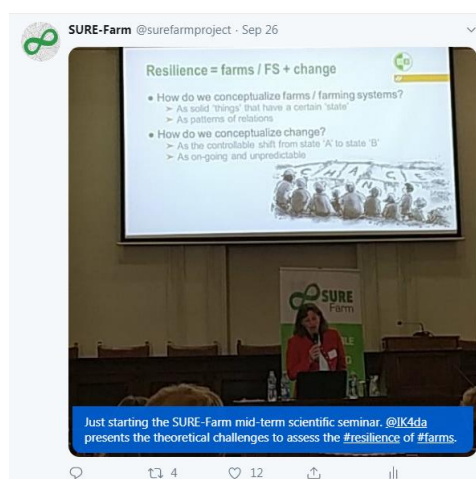 SURE-Farm @surefarmproject · Sep 26
Resilience = farms / FS + change
• How do we conceptualize farms / farming systems?
➢ As solid 'things' that have a certain 'state'
➢ As patterns of relations
• How do we conceptualize change?
➢ As the controllable shift from state 'A' to state 'B'
➢ As on-going and unpredictable
CHANGE
SURE
Farm
Just starting the SURE-Farm mid-term scientific seminar. @IK4da
presents the theoretical challenges to assess the #resilience of #farms.
4
12